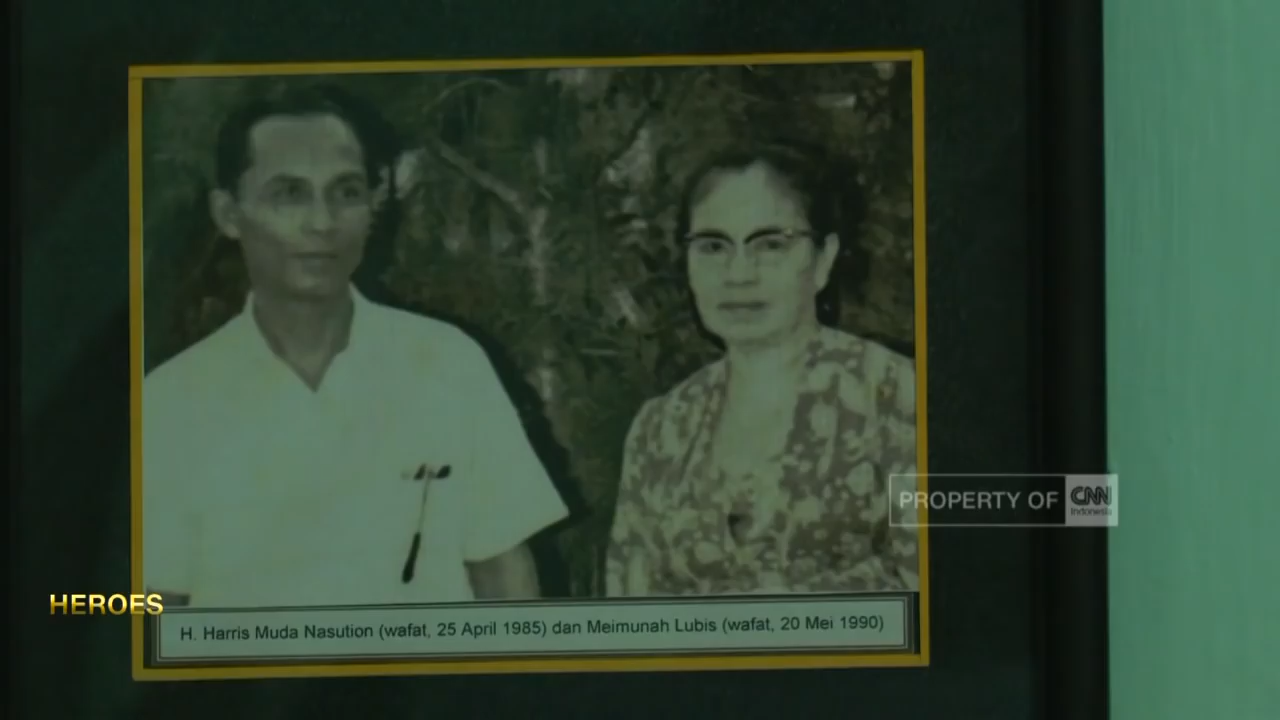 PROPERTY OF CNN Indonesia
HEROES
H. Harris Muda Nasution (wafat, 25 April 1985) dan Meimunah Lubis (wafat, 20 Mei 1990)